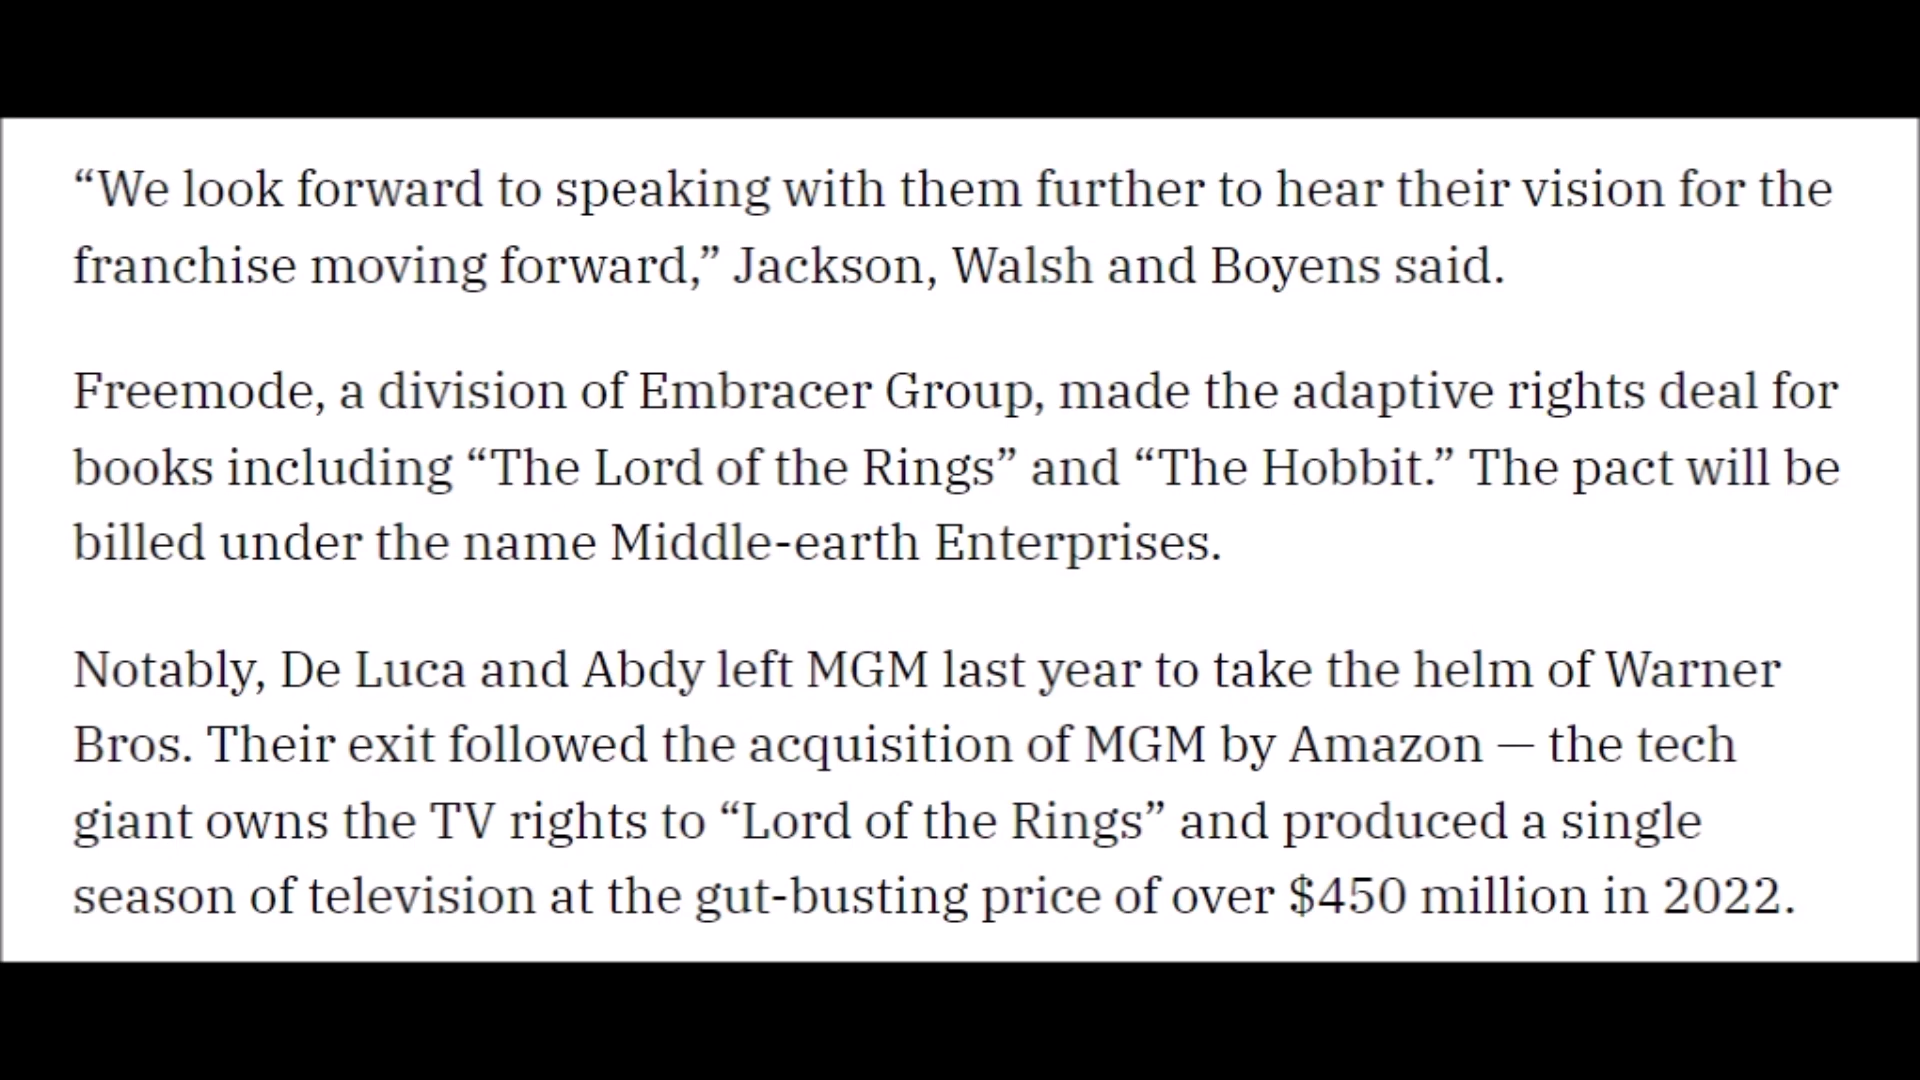 “We look forward to speaking with them further to hear their vision for the
franchise moving forward,” Jackson, Walsh and Boyens said.
Freemode, a division of Embracer Group, made the adaptive rights deal for
books including “The Lord of the Rings” and “The Hobbit.” The pact will be
billed under the name Middle-earth Enterprises.
Notably, De Luca and Abdy left MGM last year to take the helm of Warner
Bros. Their exit followed the acquisition of MGM by Amazon — the tech
giant owns the TV rights to “Lord of the Rings” and produced a single
season of television at the gut-busting price of over $450 million in 2022.